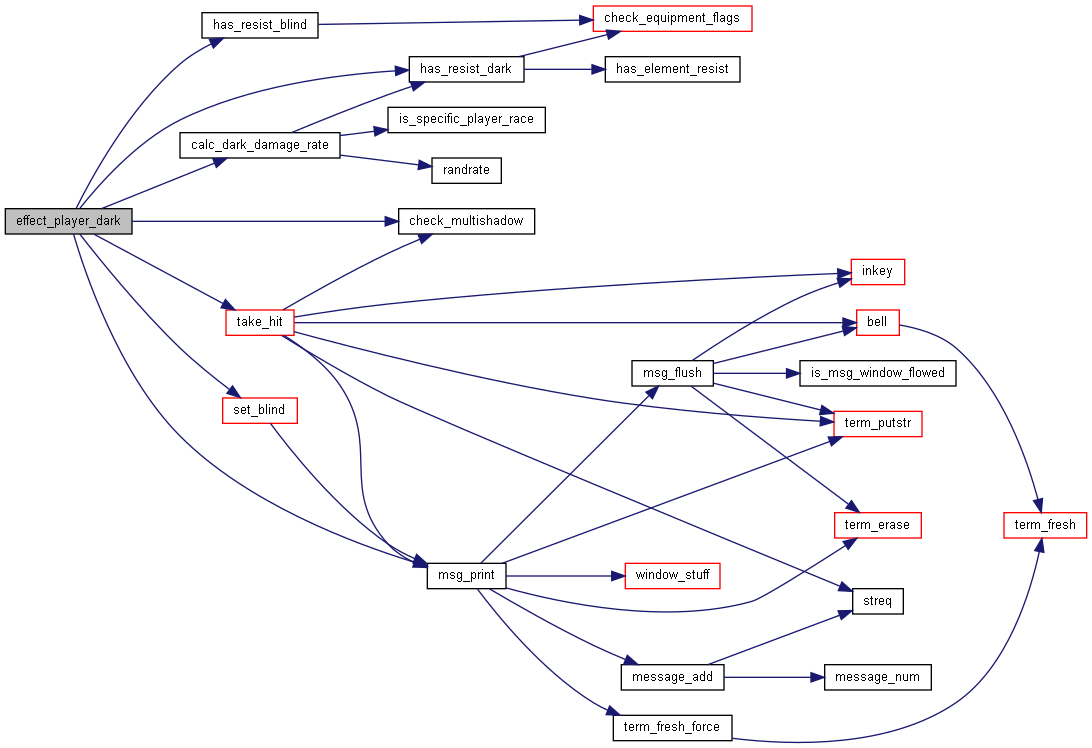 has_resist_blind
check_equipment_flags
has_resist_dark
has_element_resist
is_specific_player_race
calc_dark_damage_rate
randrate
effect_player_dark
check_multishadow
inkey
take_hit
bell
msg_flush
is_msg_window_flowed
set_blind
term_putstr
term_erase
term_fresh
msg_print
window_stuff
streq
message_add
message_num
term_fresh_force